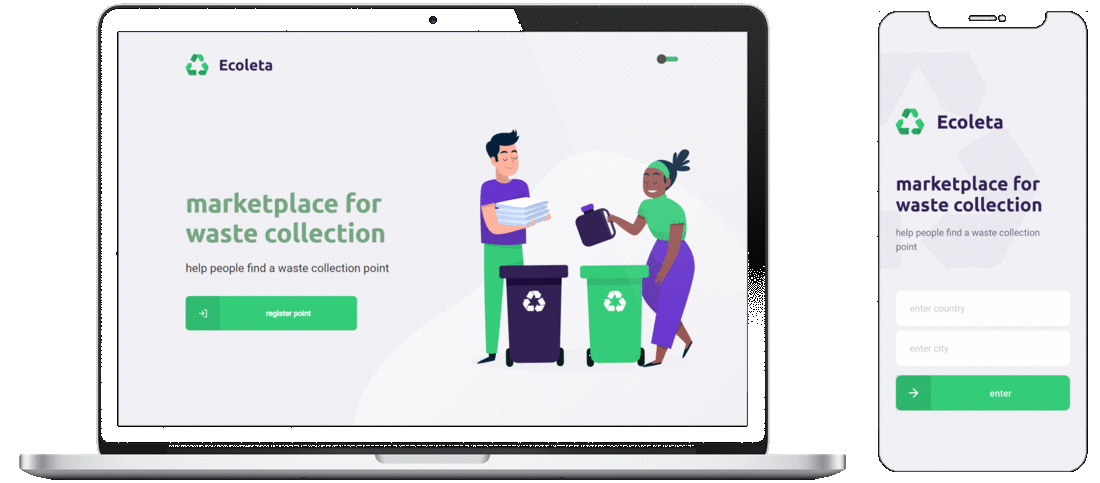 Ecoleta
marketplace for
waste collection
help people find a waste collection point
register point
Ecoleta
marketplace for
waste collection
help people find a waste collection
point
enter country
enter city
enter